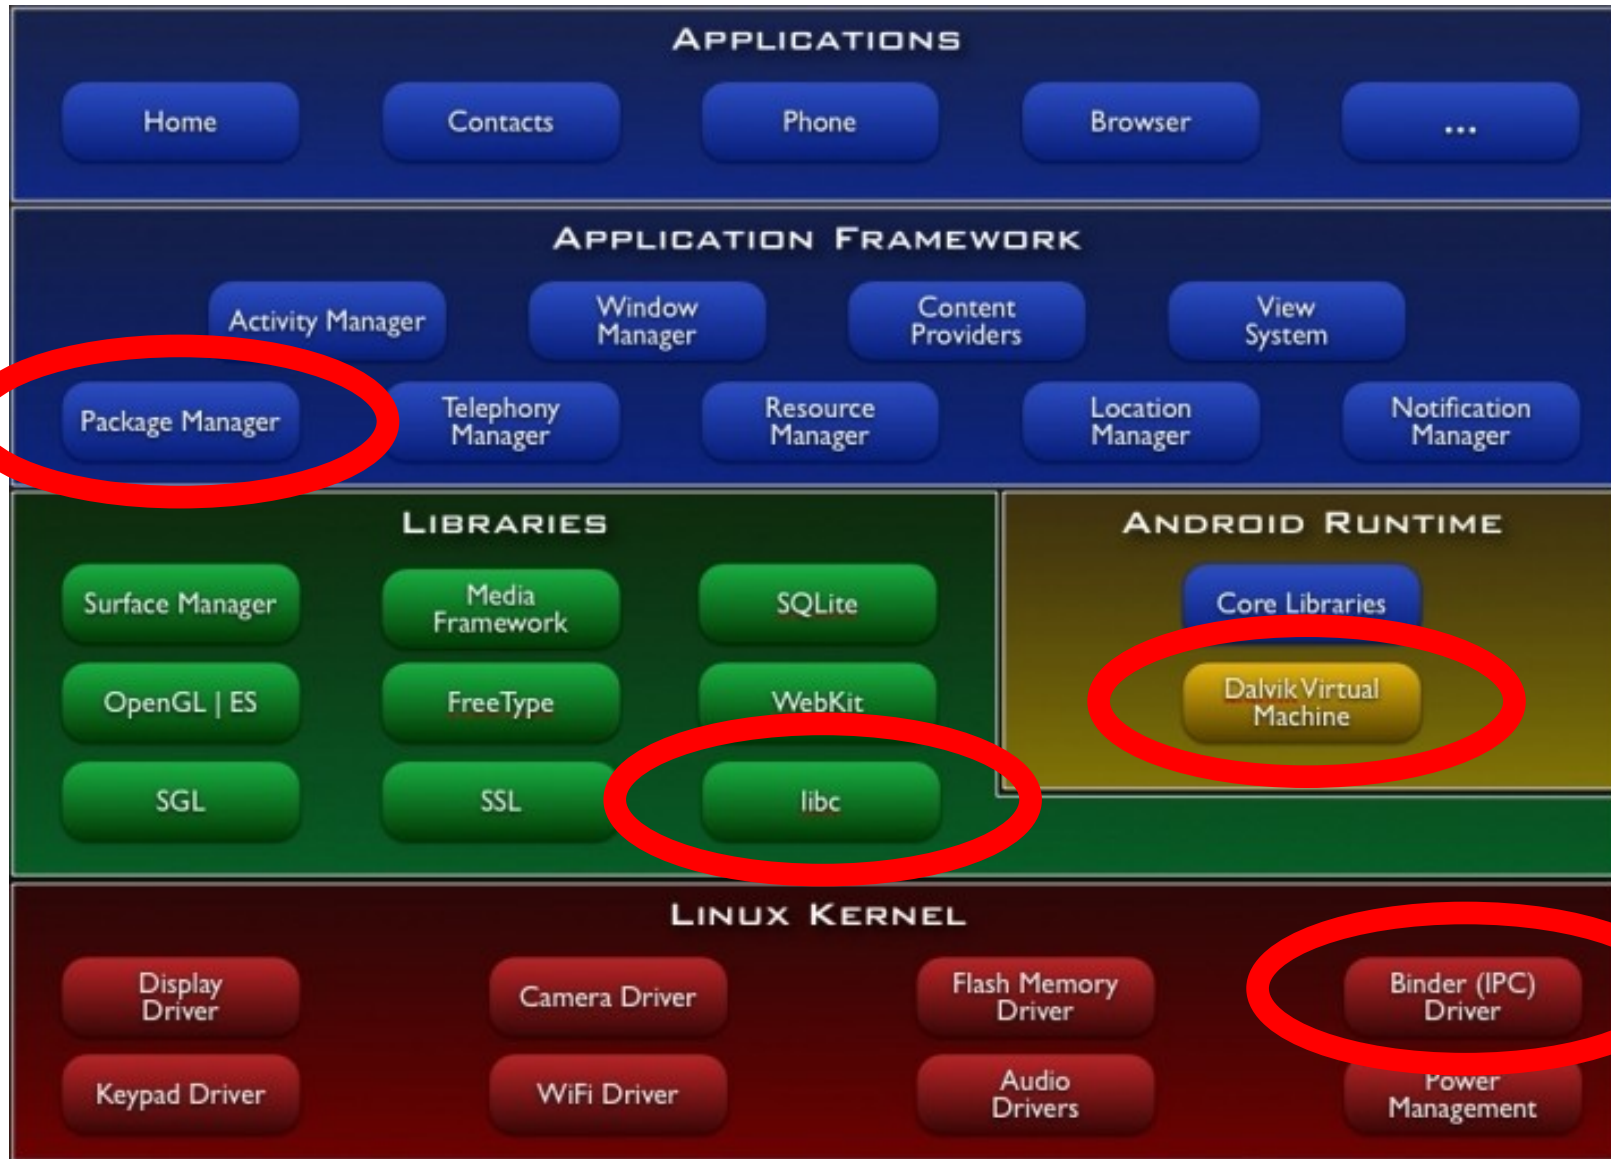 APPLICATIONS
Home
Contacts
Phone
Browser
...
APPLICATION FRAMEWORK
Activity Manager
Window
Manager
Content
Providers
View
System
Package Manager
Telephony
Manager
Resource
Manager
Location
Manager
Notification
Manager
LIBRARIES
Surface Manager
Media
Framework
SQLite
OpenGL | ES
FreeType
WebKit
SGL
SSL
libc
ANDROID RUNTIME
Core Libraries
Dalvik Virtual
Machine
LINUX KERNEL
Display
Driver
Camera Driver
Flash Memory
Driver
Binder (IPC)
Driver
Keypad Driver
WiFi Driver
Audio
Drivers
Power
Management